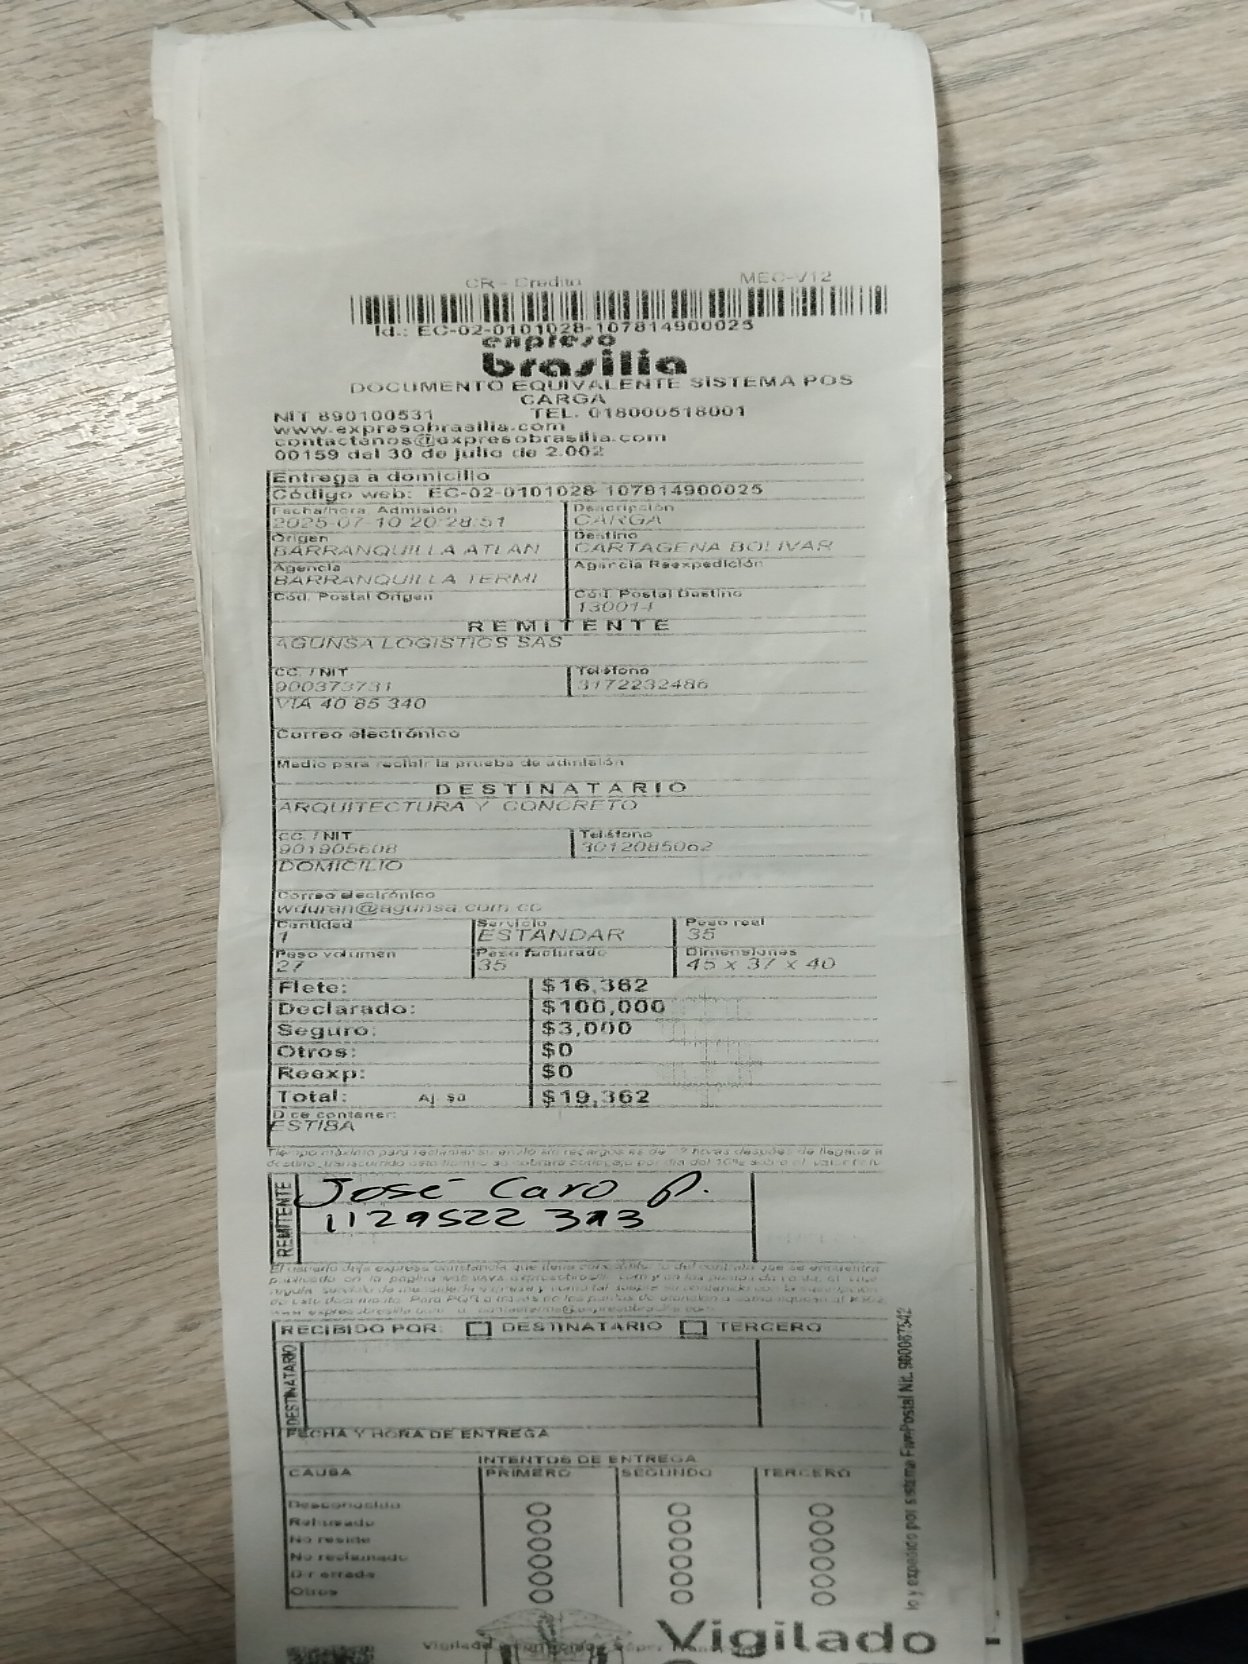 CR - Credito MEC-V12
Id.: EC-02-0101028-107814900025
expreso
brasilia
DOCUMENTO EQUIVALENTE SISTEMA POS
CARGA
NIT 890100531 TEL. 018000518001
www.expresobrasilia.com
contactenos@expresobrasilia.com
00159 del 30 de julio de 2.002
Entrega a domicilio
Código web: EC-02-0101028-107814900025
Fecha/hora Admisión Descripción
2025-07-10 20:28:51 CARGA
Origen Destino
BARRANQUILLA ATLAN CARTAGENA BOLIVAR
Agencia Agencia Reexpedición
BARRANQUILLA TERMI
Cód. Postal Origen Cód. Postal Destino
130014
REMITENTE
AGUNSA LOGISTICS SAS
CC. / NIT Teléfono
900373731 3172232486
VIA 40 85 340
Correo electrónico
Medio para recibir la prueba de admisión
DESTINATARIO
ARQUITECTURA Y CONCRETO
CC. / NIT Teléfono
901905608 3012085062
DOMICILIO
Correo electrónico
wduran@agunsa.com.co
Cantidad Servicio Peso real
1 ESTANDAR 35
Peso volumen Peso facturado Dimensiones
27 35 45 x 37 x 40
Flete: $16,362
Declarado: $100,000
Seguro: $3,000
Otros: $0
Reexp: $0
Total: Aj. $0 $19,362
Dice contener:
ESTIBA
REMITENTE
José Caro P.
1129522 313
RECIBIDO POR: DESTINATARIO TERCERO
DESTINATARIO
FECHA Y HORA DE ENTREGA
INTENTOS DE ENTREGA
CAUSA PRIMERO SEGUNDO TERCERO
Desconocido
Rehusado
No reside
No reclamado
Dir errada
Otros
Vigilado